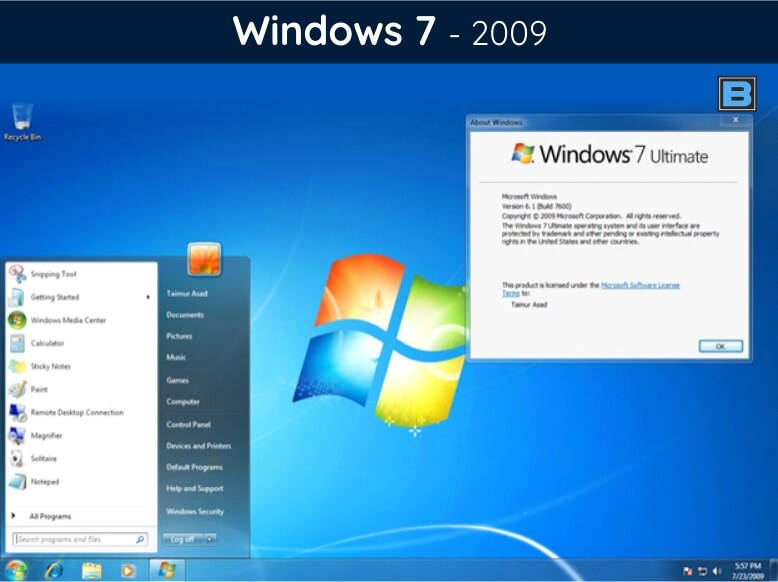 Windows 7 - 2009
B
Recycle Bin
About Windows
X
Windows 7 Ultimate
Microsoft Windows
Version 6.1 (Build 7600)
Copyright © 2009 Microsoft Corporation. All rights reserved.
The Windows 7 Ultimate operating system and its user interface are
protected by trademark and other pending or existing intellectual property
rights in the United States and other countries.
This product is licensed under the Microsoft Software License
Terms to:
Taimur Asad
OK
Snipping Tool
Getting Started
Windows Media Center
Calculator
Sticky Notes
Paint
Remote Desktop Connection
Magnifier
Solitaire
Notepad
All Programs
Search programs and files
Taimur Asad
Documents
Pictures
Music
Games
Computer
Control Panel
Devices and Printers
Default Programs
Help and Support
Windows Security
Log off
5:57 PM
7/23/2009